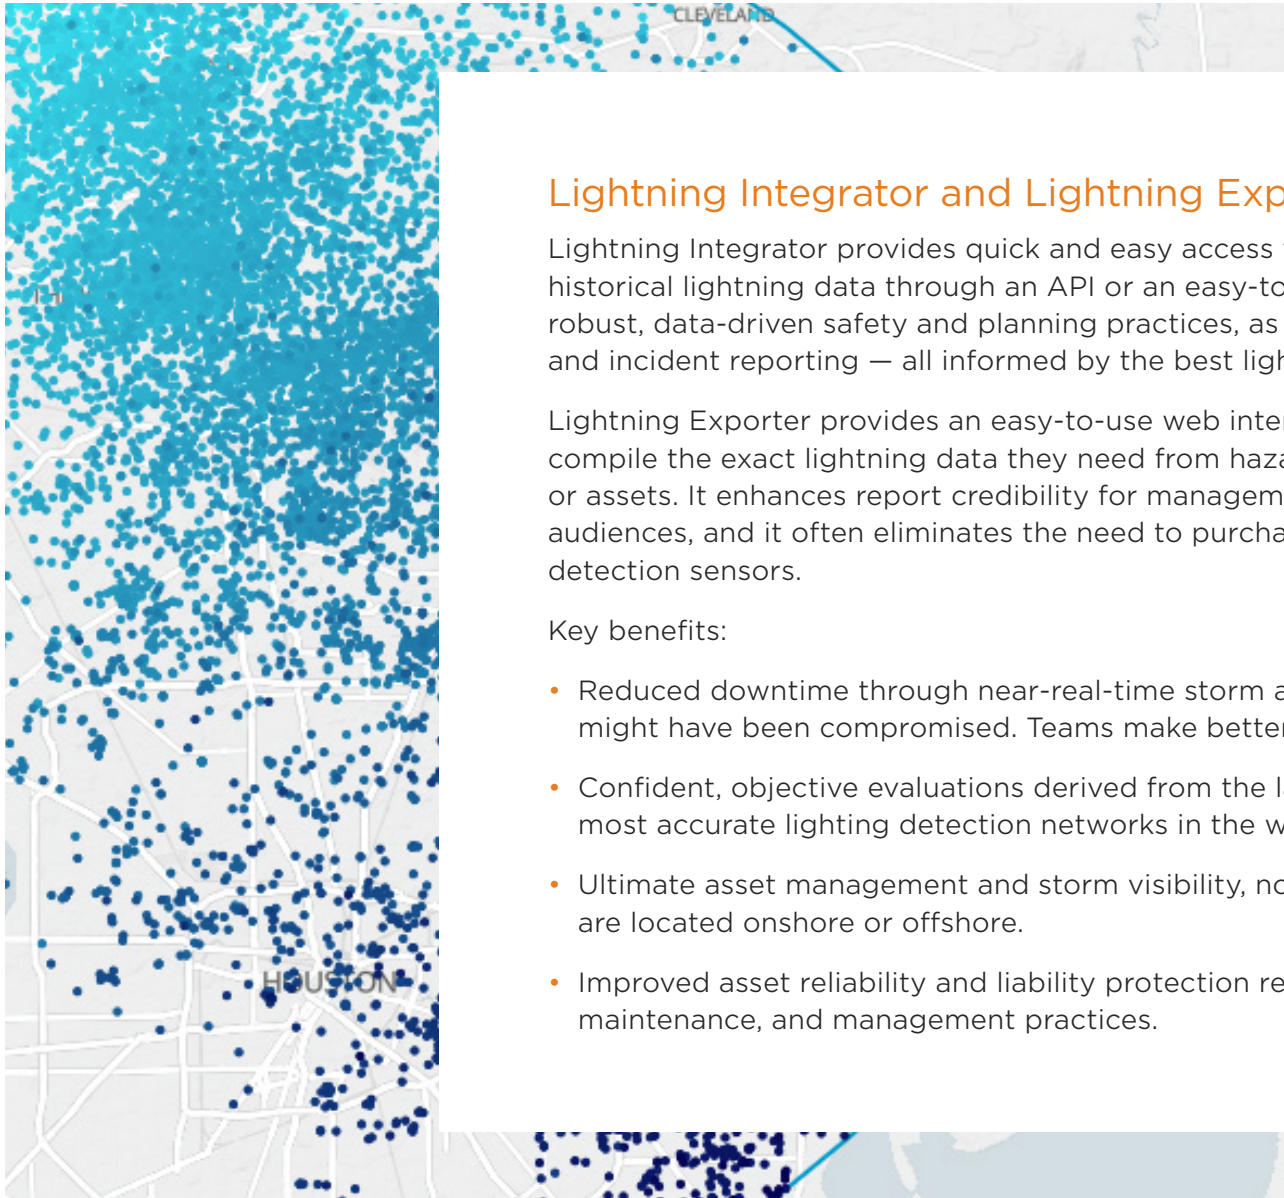 CLEVELAND
Lightning Integrator and Lightning Exp
Lightning Integrator provides quick and easy access
historical lightning data through an API or an easy-to
robust, data-driven safety and planning practices, as
and incident reporting — all informed by the best ligh
Lightning Exporter provides an easy-to-use web inter
compile the exact lightning data they need from haza
or assets. It enhances report credibility for managem
audiences, and it often eliminates the need to purcha
detection sensors.
Key benefits:
• Reduced downtime through near-real-time storm a
might have been compromised. Teams make better
• Confident, objective evaluations derived from the la
most accurate lighting detection networks in the w
• Ultimate asset management and storm visibility, no
are located onshore or offshore.
• Improved asset reliability and liability protection re
maintenance, and management practices.
HOUSTON